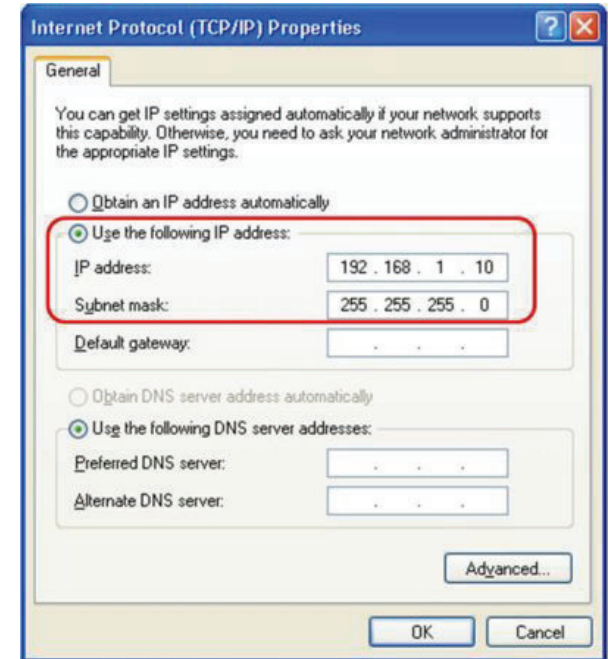 Internet Protocol (TCP/IP) Properties
General
You can get IP settings assigned automatically if your network supports
this capability. Otherwise, you need to ask your network administrator for
the appropriate IP settings.
Obtain an IP address automatically
Use the following IP address:
IP address: 192 . 168 . 1 . 10
Subnet mask: 255 . 255 . 255 . 0
Default gateway: . . .
Obtain DNS server address automatically
Use the following DNS server addresses:
Preferred DNS server: . . .
Alternate DNS server: . . .
Advanced...
OK Cancel